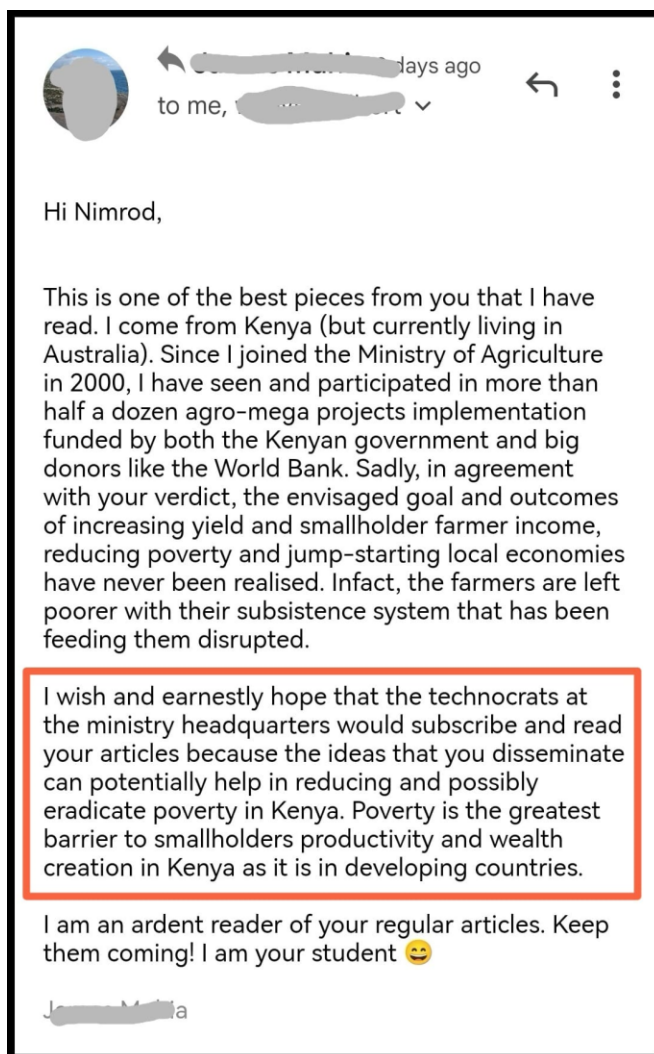 days ago
to me,
Hi Nimrod,
This is one of the best pieces from you that I have
read. I come from Kenya (but currently living in
Australia). Since I joined the Ministry of Agriculture
in 2000, I have seen and participated in more than
half a dozen agro-mega projects implementation
funded by both the Kenyan government and big
donors like the World Bank. Sadly, in agreement
with your verdict, the envisaged goal and outcomes
of increasing yield and smallholder farmer income,
reducing poverty and jump-starting local economies
have never been realised. Infact, the farmers are left
poorer with their subsistence system that has been
feeding them disrupted.
I wish and earnestly hope that the technocrats at
the ministry headquarters would subscribe and read
your articles because the ideas that you disseminate
can potentially help in reducing and possibly
eradicate poverty in Kenya. Poverty is the greatest
barrier to smallholders productivity and wealth
creation in Kenya as it is in developing countries.
I am an ardent reader of your regular articles. Keep
them coming! I am your student 😄